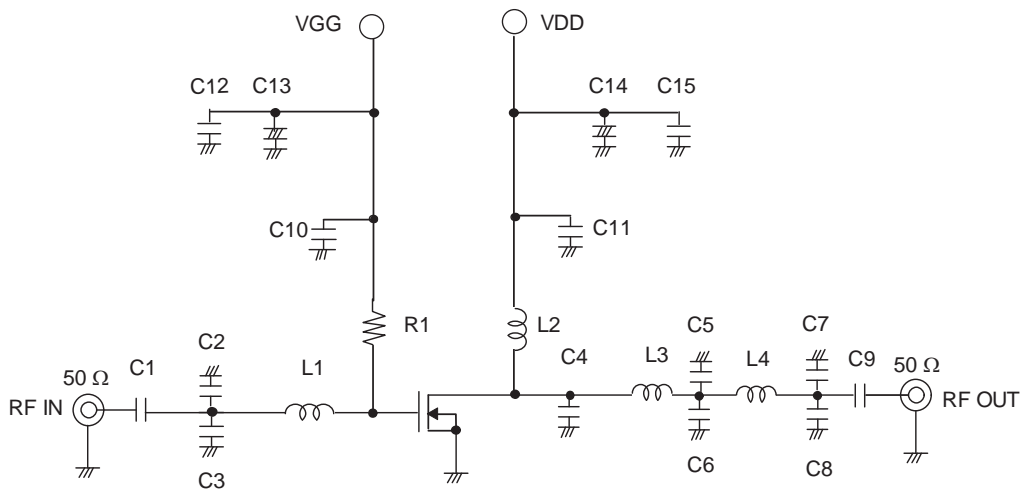 VGG
VDD
C12 C13
C14 C15
C10
C11
R1
L2
50 Ω
C1
C2
L1
C4
L3
C5
L4
C7
C9
50 Ω
RF IN
RF OUT
C3
C6
C8